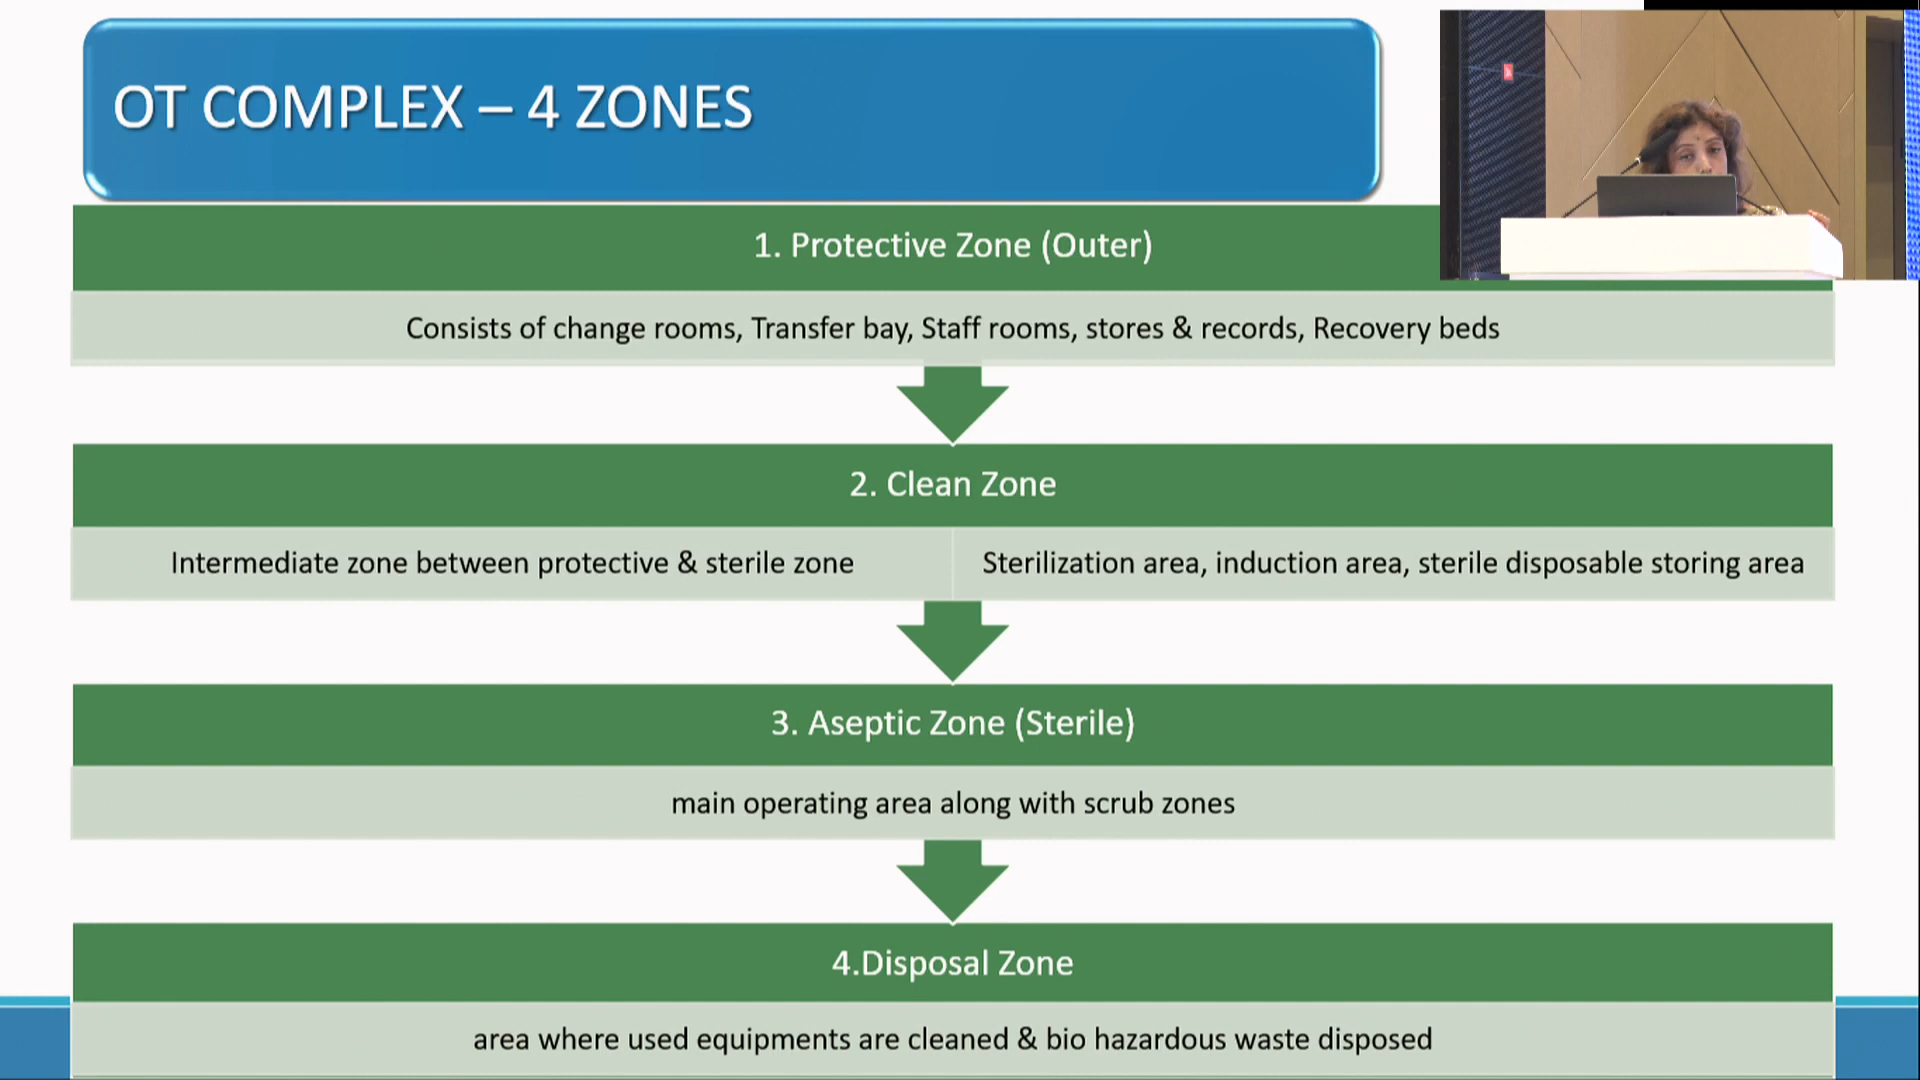 OT COMPLEX – 4 ZONES
1. Protective Zone (Outer)
Consists of change rooms, Transfer bay, Staff rooms, stores & records, Recovery beds
2. Clean Zone
Intermediate zone between protective & sterile zone
Sterilization area, induction area, sterile disposable storing area
3. Aseptic Zone (Sterile)
main operating area along with scrub zones
4.Disposal Zone
area where used equipments are cleaned & bio hazardous waste disposed